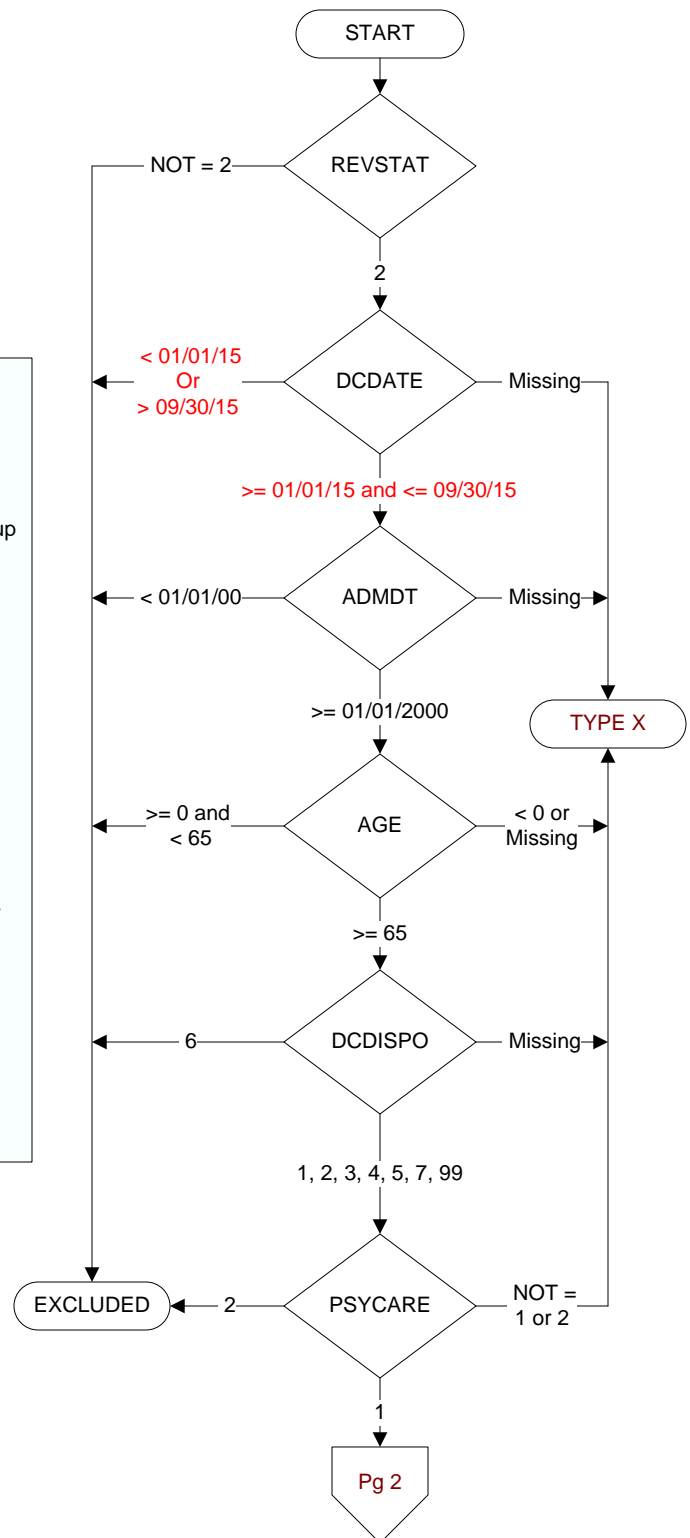 START
REVSTAT
NOT = 2
2
DCDATE
< 01/01/15
Or
> 09/30/15
Missing
>= 01/01/15 and <= 09/30/15
up
ADMDT
< 01/01/00
Missing
>= 01/01/2000
TYPE X
AGE
>= 0 and
< 65
< 0 or
Missing
>= 65
DCDISPO
6
Missing
1, 2, 3, 4, 5, 7, 99
PSYCARE
EXCLUDED
2
NOT =
1 or 2
1
Pg 2